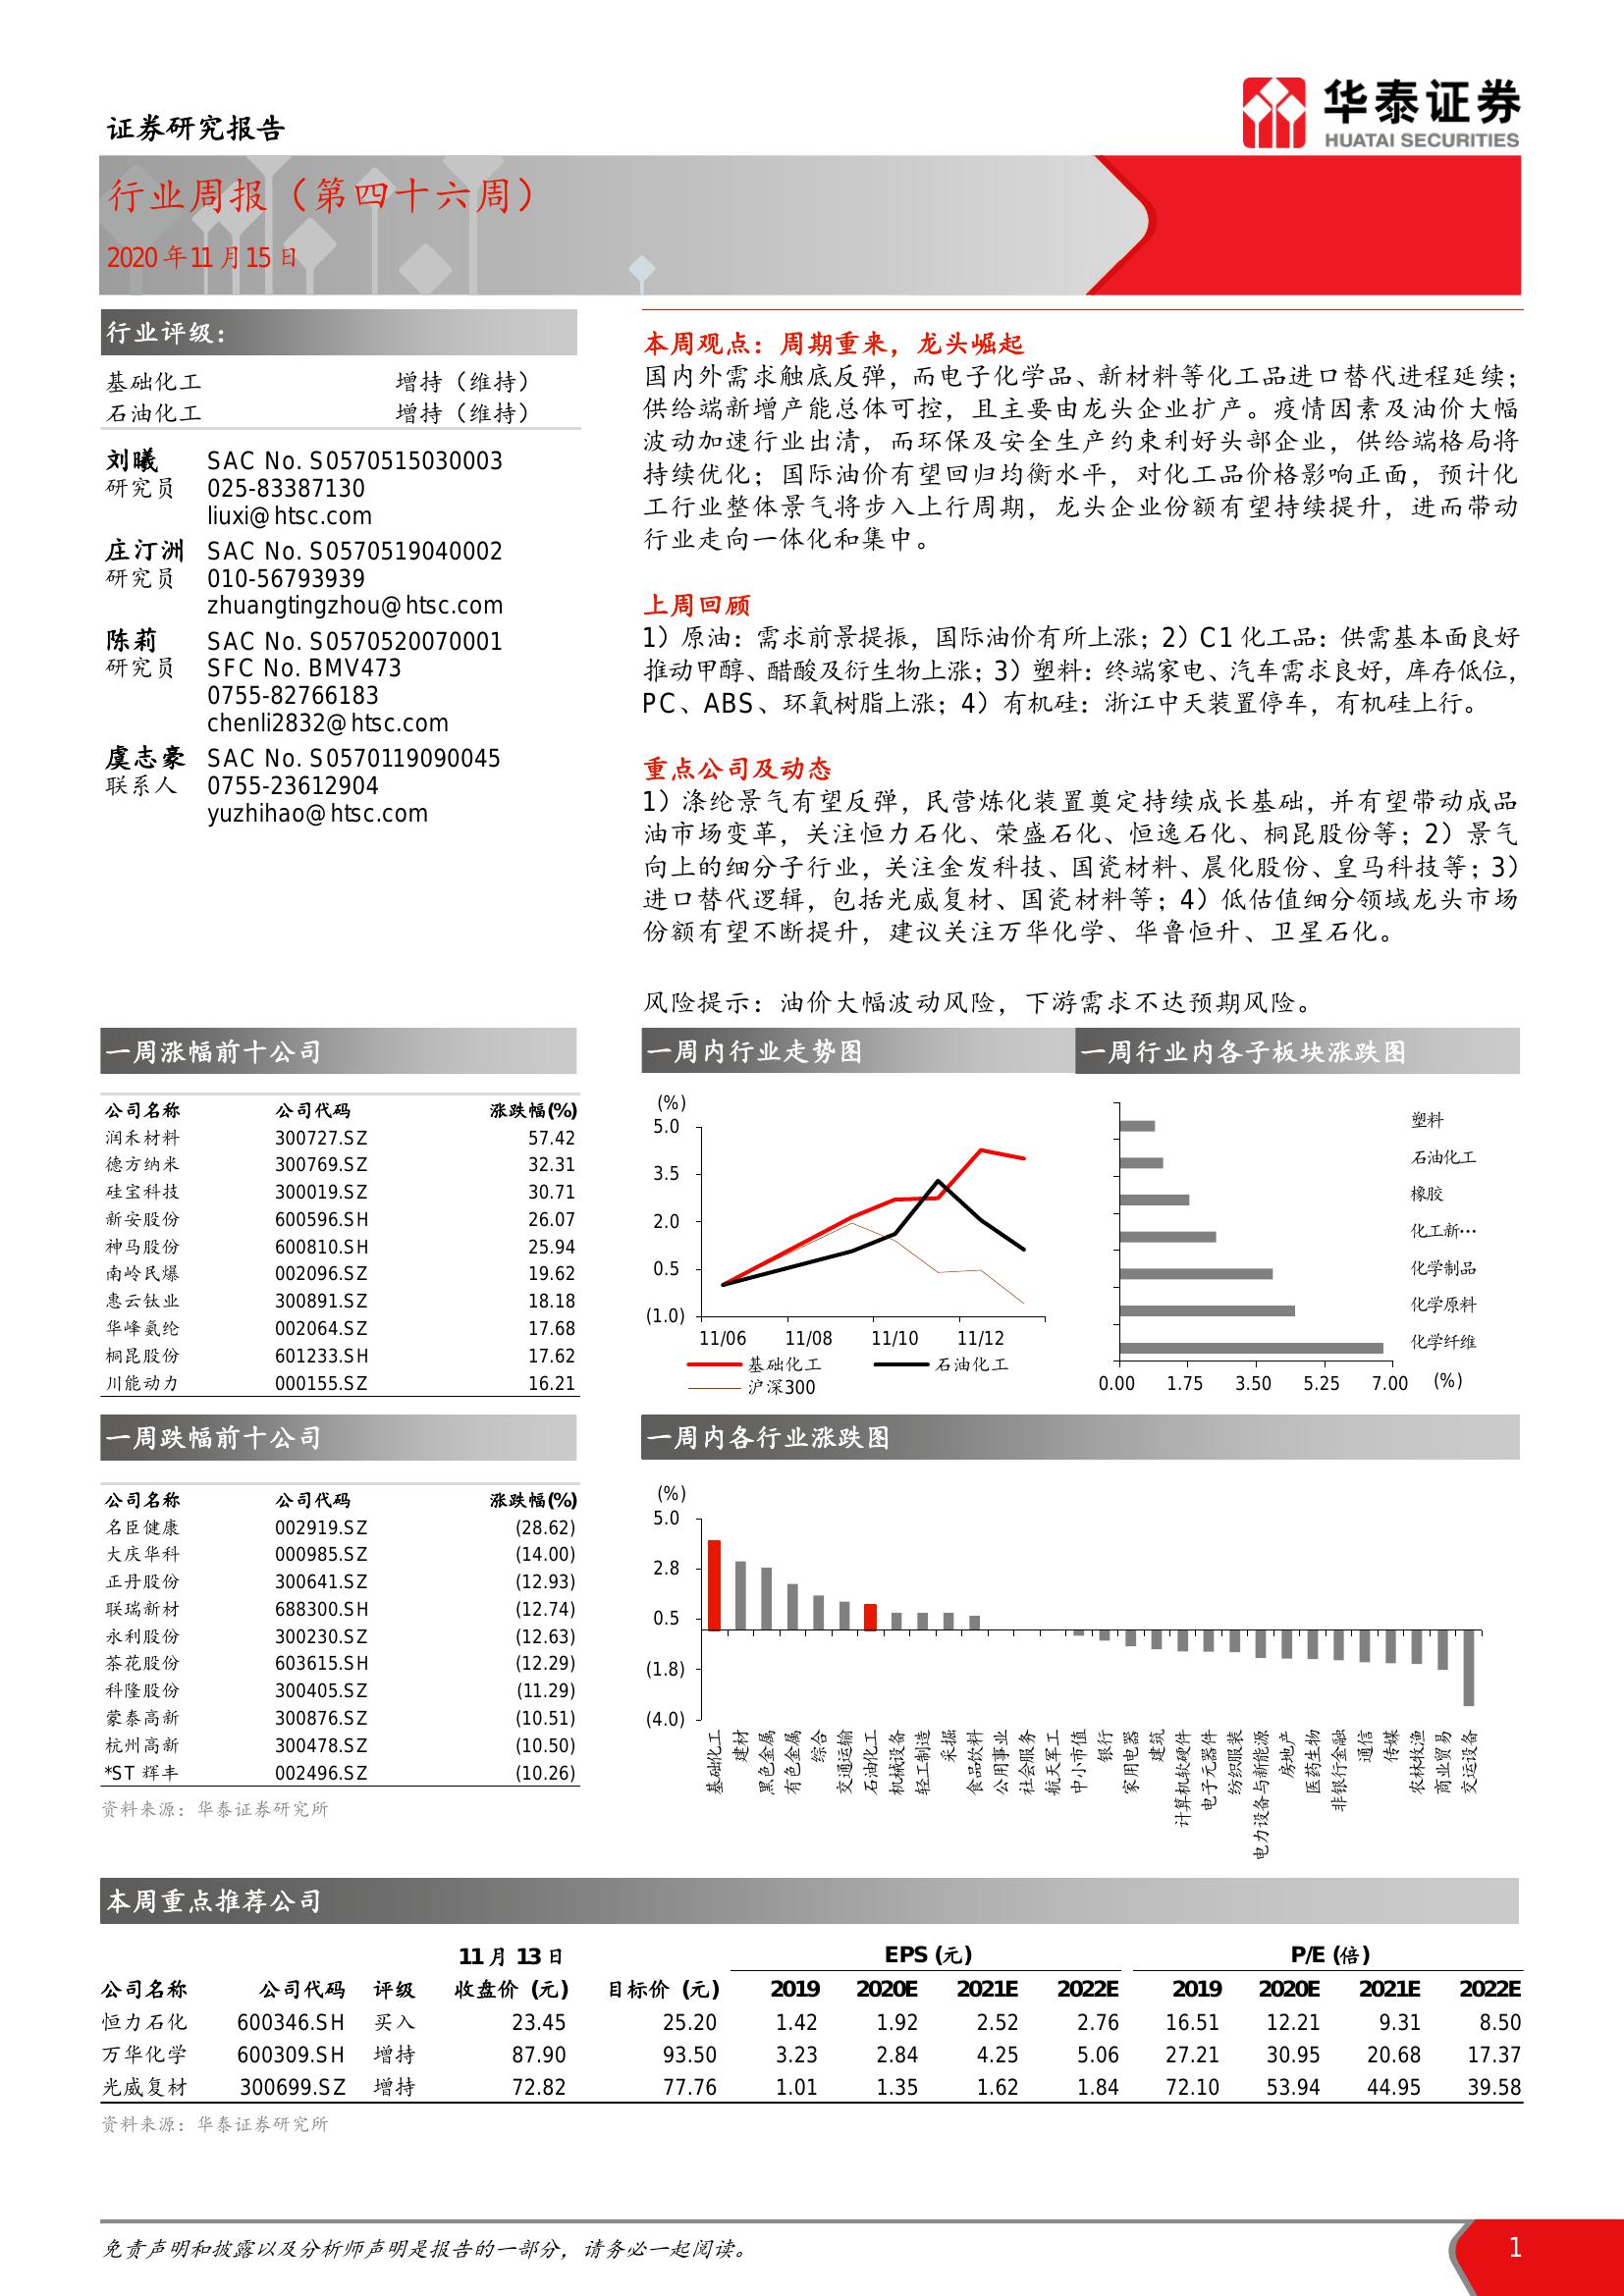 证券研究报告
华泰证券
HUATAI SECURITIES
行业周报（第四十六周）
2020 年 11 月 15 日
行业评级：
基础化工 增持（维持）
石油化工 增持（维持）
刘曦 SAC No. S0570515030003
研究员 025-83387130
liuxi@htsc.com
庄汀洲 SAC No. S0570519040002
研究员 010-56793939
zhuangtingzhou@htsc.com
陈莉 SAC No. S0570520070001
研究员 SFC No. BMV473
0755-82766183
chenli2832@htsc.com
虞志豪 SAC No. S0570119090045
联系人 0755-23612904
yuzhihao@htsc.com
本周观点：周期重来，龙头崛起
国内外需求触底反弹，而电子化学品、新材料等化工品进口替代进程延续；
供给端新增产能总体可控，且主要由龙头企业扩产。疫情因素及油价大幅
波动加速行业出清，而环保及安全生产约束利好头部企业，供给端格局将
持续优化；国际油价有望回归均衡水平，对化工品价格影响正面，预计化
工行业整体景气将步入上行周期，龙头企业份额有望持续提升，进而带动
行业走向一体化和集中。
上周回顾
1）原油：需求前景提振，国际油价有所上涨；2）C1 化工品：供需基本面良好
推动甲醇、醋酸及衍生物上涨；3）塑料：终端家电、汽车需求良好，库存低位，
PC、ABS、环氧树脂上涨；4）有机硅：浙江中天装置停车，有机硅上行。
重点公司及动态
1）涤纶景气有望反弹，民营炼化装置奠定持续成长基础，并有望带动成品
油市场变革，关注恒力石化、荣盛石化、恒逸石化、桐昆股份等；2）景气
向上的细分子行业，关注金发科技、国瓷材料、晨化股份、皇马科技等；3）
进口替代逻辑，包括光威复材、国瓷材料等；4）低估值细分领域龙头市场
份额有望不断提升，建议关注万华化学、华鲁恒升、卫星石化。
风险提示：油价大幅波动风险，下游需求不达预期风险。
一周涨幅前十公司
公司名称 公司代码 涨跌幅(%)
润禾材料 300727.SZ 57.42
德方纳米 300769.SZ 32.31
硅宝科技 300019.SZ 30.71
新安股份 600596.SH 26.07
神马股份 600810.SH 25.94
南岭民爆 002096.SZ 19.62
惠云钛业 300891.SZ 18.18
华峰氨纶 002064.SZ 17.68
桐昆股份 601233.SH 17.62
川能动力 000155.SZ 16.21
一周内行业走势图
(%)
5.0
3.5
2.0
0.5
(1.0)
11/06 11/08 11/10 11/12
基础化工 石油化工
沪深300
一周行业内各子板块涨跌图
塑料
石油化工
橡胶
化工新…
化学制品
化学原料
化学纤维
0.00 1.75 3.50 5.25 7.00 (%)
一周跌幅前十公司
公司名称 公司代码 涨跌幅(%)
名臣健康 002919.SZ (28.62)
大庆华科 000985.SZ (14.00)
正丹股份 300641.SZ (12.93)
联瑞新材 688300.SH (12.74)
永利股份 300230.SZ (12.63)
茶花股份 603615.SH (12.29)
科隆股份 300405.SZ (11.29)
蒙泰高新 300876.SZ (10.51)
杭州高新 300478.SZ (10.50)
*ST 辉丰 002496.SZ (10.26)
资料来源：华泰证券研究所
一周内各行业涨跌图
(%)
5.0
2.8
0.5
(1.8)
(4.0)
基础化工
建材
黑色金属
有色金属
综合
交通运输
石油化工
机械设备
轻工制造
采掘
食品饮料
公用事业
社会服务
航天军工
中小市值
银行
家用电器
建筑
计算机软硬件
电子元器件
纺织服装
电力设备与新能源
房地产
医药生物
非银行金融
通信
传媒
农林牧渔
商业贸易
交运设备
本周重点推荐公司
11 月 13 日 EPS (元) P/E (倍)
公司名称 公司代码 评级 收盘价 (元) 目标价 (元) 2019 2020E 2021E 2022E 2019 2020E 2021E 2022E
恒力石化 600346.SH 买入 23.45 25.20 1.42 1.92 2.52 2.76 16.51 12.21 9.31 8.50
万华化学 600309.SH 增持 87.90 93.50 3.23 2.84 4.25 5.06 27.21 30.95 20.68 17.37
光威复材 300699.SZ 增持 72.82 77.76 1.01 1.35 1.62 1.84 72.10 53.94 44.95 39.58
资料来源：华泰证券研究所
免责声明和披露以及分析师声明是报告的一部分，请务必一起阅读。
1